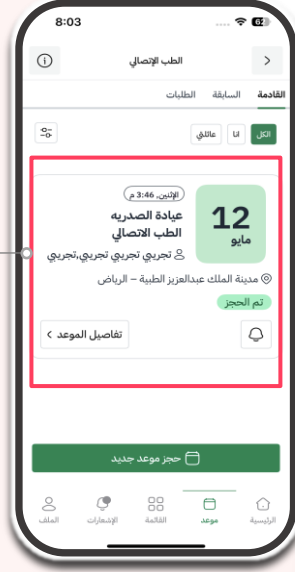 8:03
62
الطب الإتصالي
القادمة السابقة الطلبات
الكل انا عائلتي
12
مايو
الإثنين, 3:46 م
عيادة الصدريه
الطب الاتصالي
تجريبي تجريبي تجريبي,تجريبي
مدينة الملك عبدالعزيز الطبية – الرياض
تم الحجز
تفاصيل الموعد
حجز موعد جديد
الرئيسية موعد القائمة الإشعارات الملف